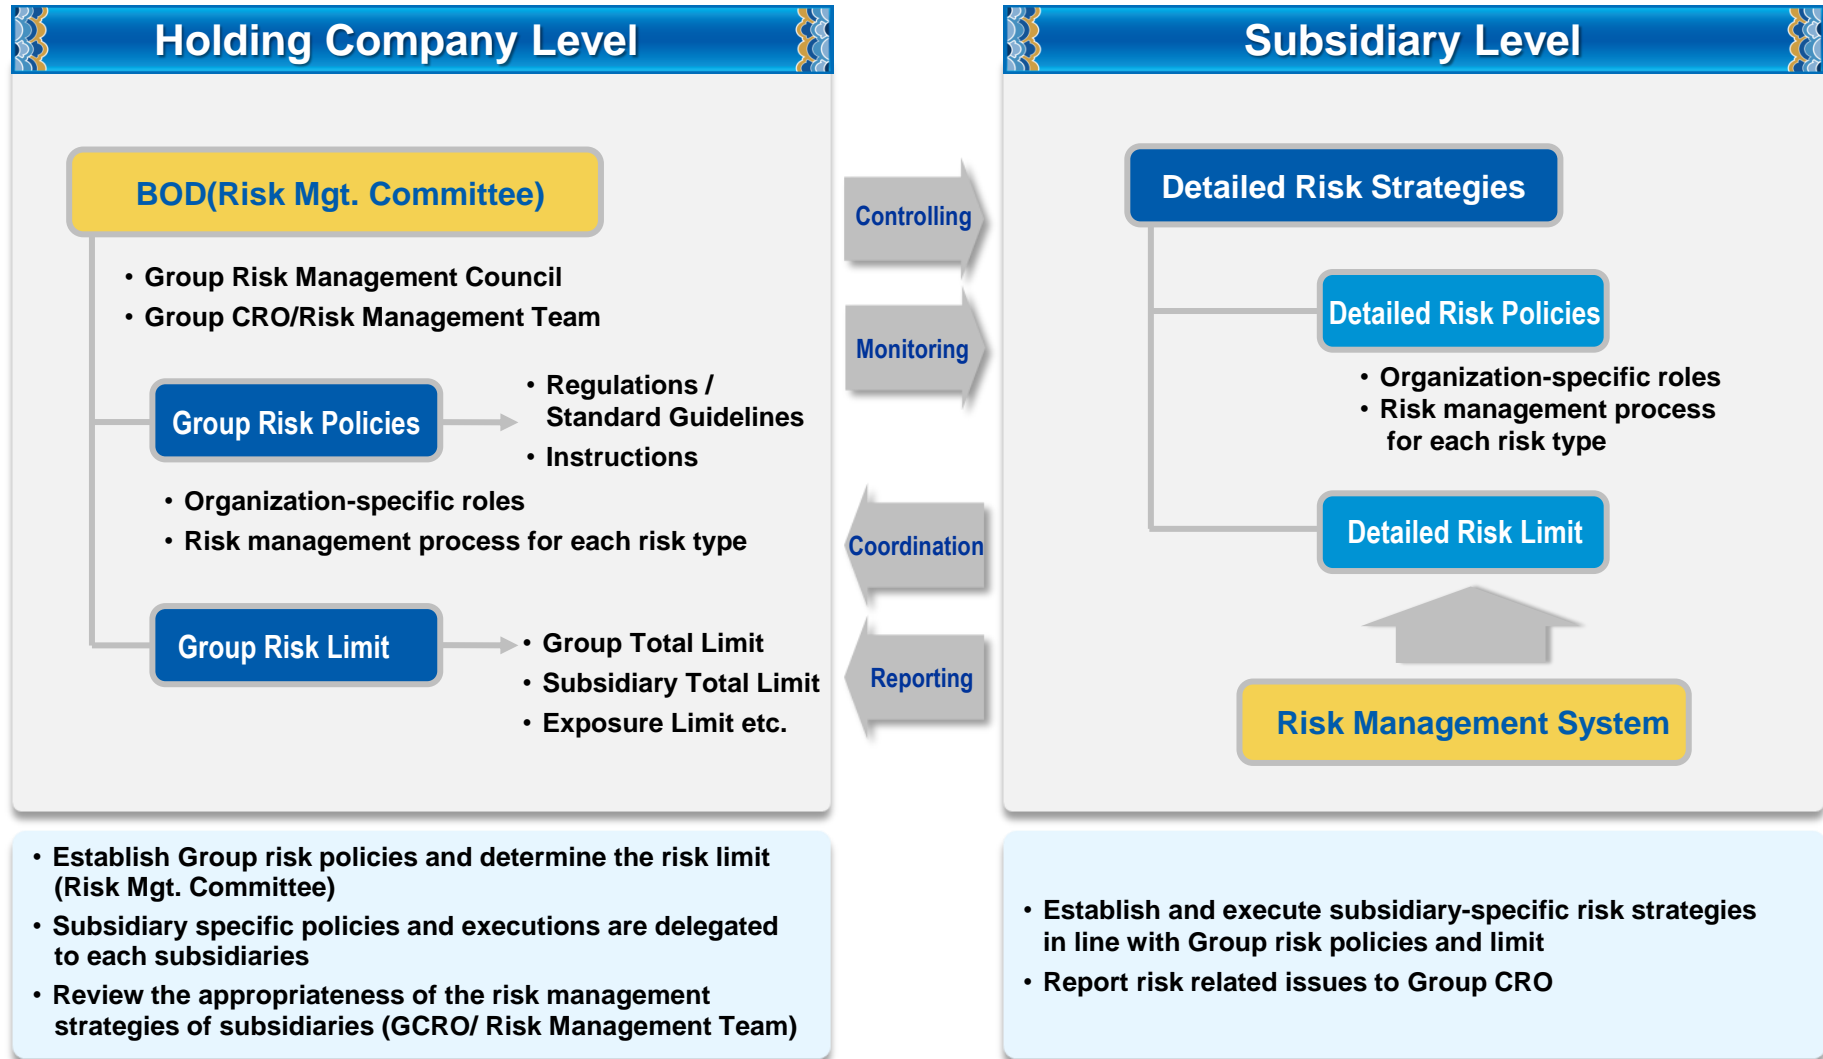 Holding Company Level
BOD(Risk Mgt. Committee)
• Group Risk Management Council
• Group CRO/Risk Management Team
Group Risk Policies
• Regulations /
Standard Guidelines
• Instructions
• Organization-specific roles
• Risk management process for each risk type
Group Risk Limit
• Group Total Limit
• Subsidiary Total Limit
• Exposure Limit etc.
Controlling
Monitoring
Coordination
Reporting
Subsidiary Level
Detailed Risk Strategies
Detailed Risk Policies
• Organization-specific roles
• Risk management process
for each risk type
Detailed Risk Limit
Risk Management System
• Establish Group risk policies and determine the risk limit
(Risk Mgt. Committee)
• Subsidiary specific policies and executions are delegated
to each subsidiaries
• Review the appropriateness of the risk management
strategies of subsidiaries (GCRO/ Risk Management Team)
• Establish and execute subsidiary-specific risk strategies
in line with Group risk policies and limit
• Report risk related issues to Group CRO